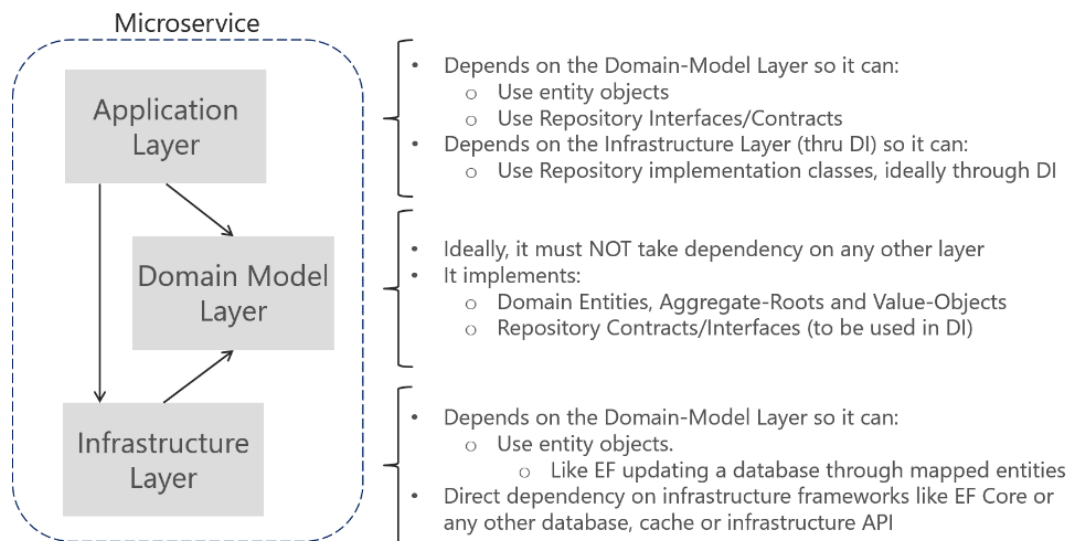 Microservice
Application
Layer
Domain Model
Layer
Infrastructure
Layer
• Depends on the Domain-Model Layer so it can:
o Use entity objects
o Use Repository Interfaces/Contracts
• Depends on the Infrastructure Layer (thru DI) so it can:
o Use Repository implementation classes, ideally through DI
• Ideally, it must NOT take dependency on any other layer
• It implements:
o Domain Entities, Aggregate-Roots and Value-Objects
o Repository Contracts/Interfaces (to be used in DI)
• Depends on the Domain-Model Layer so it can:
o Use entity objects.
o Like EF updating a database through mapped entities
• Direct dependency on infrastructure frameworks like EF Core or
any other database, cache or infrastructure API